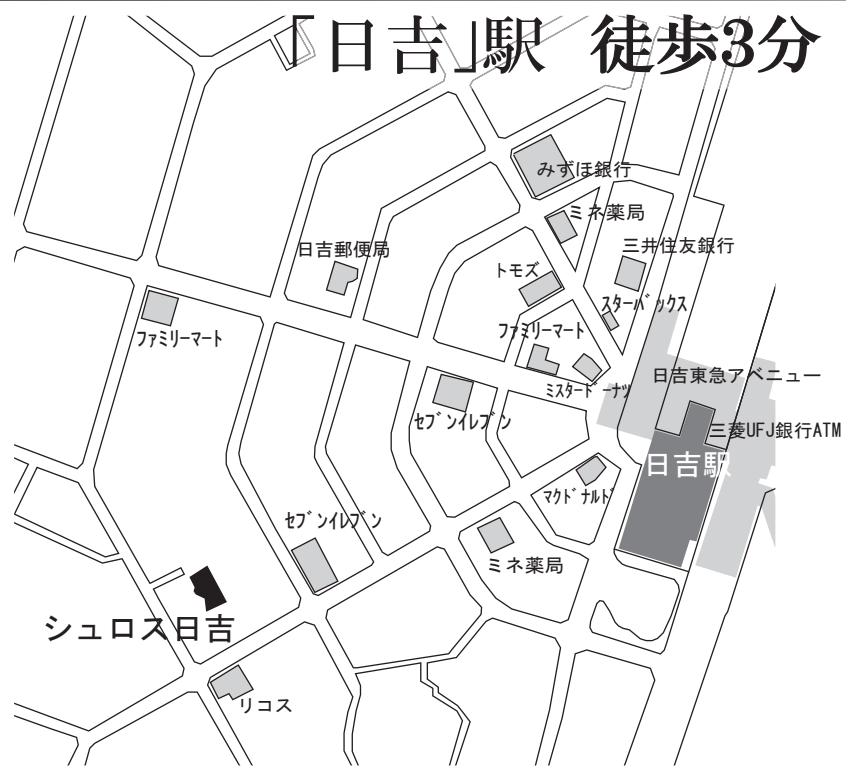 「日吉」駅 徒歩3分
みずほ銀行
ミネ薬局
三井住友銀行
日吉郵便局
トモズ
スターバックス
ファミリーマート
ファミリーマート
ミスタードーナツ
日吉東急アベニュー
セブンイレブン
三菱UFJ銀行ATM
日吉駅
マクドナルド
セブンイレブン
ミネ薬局
シュロス日吉
リコス